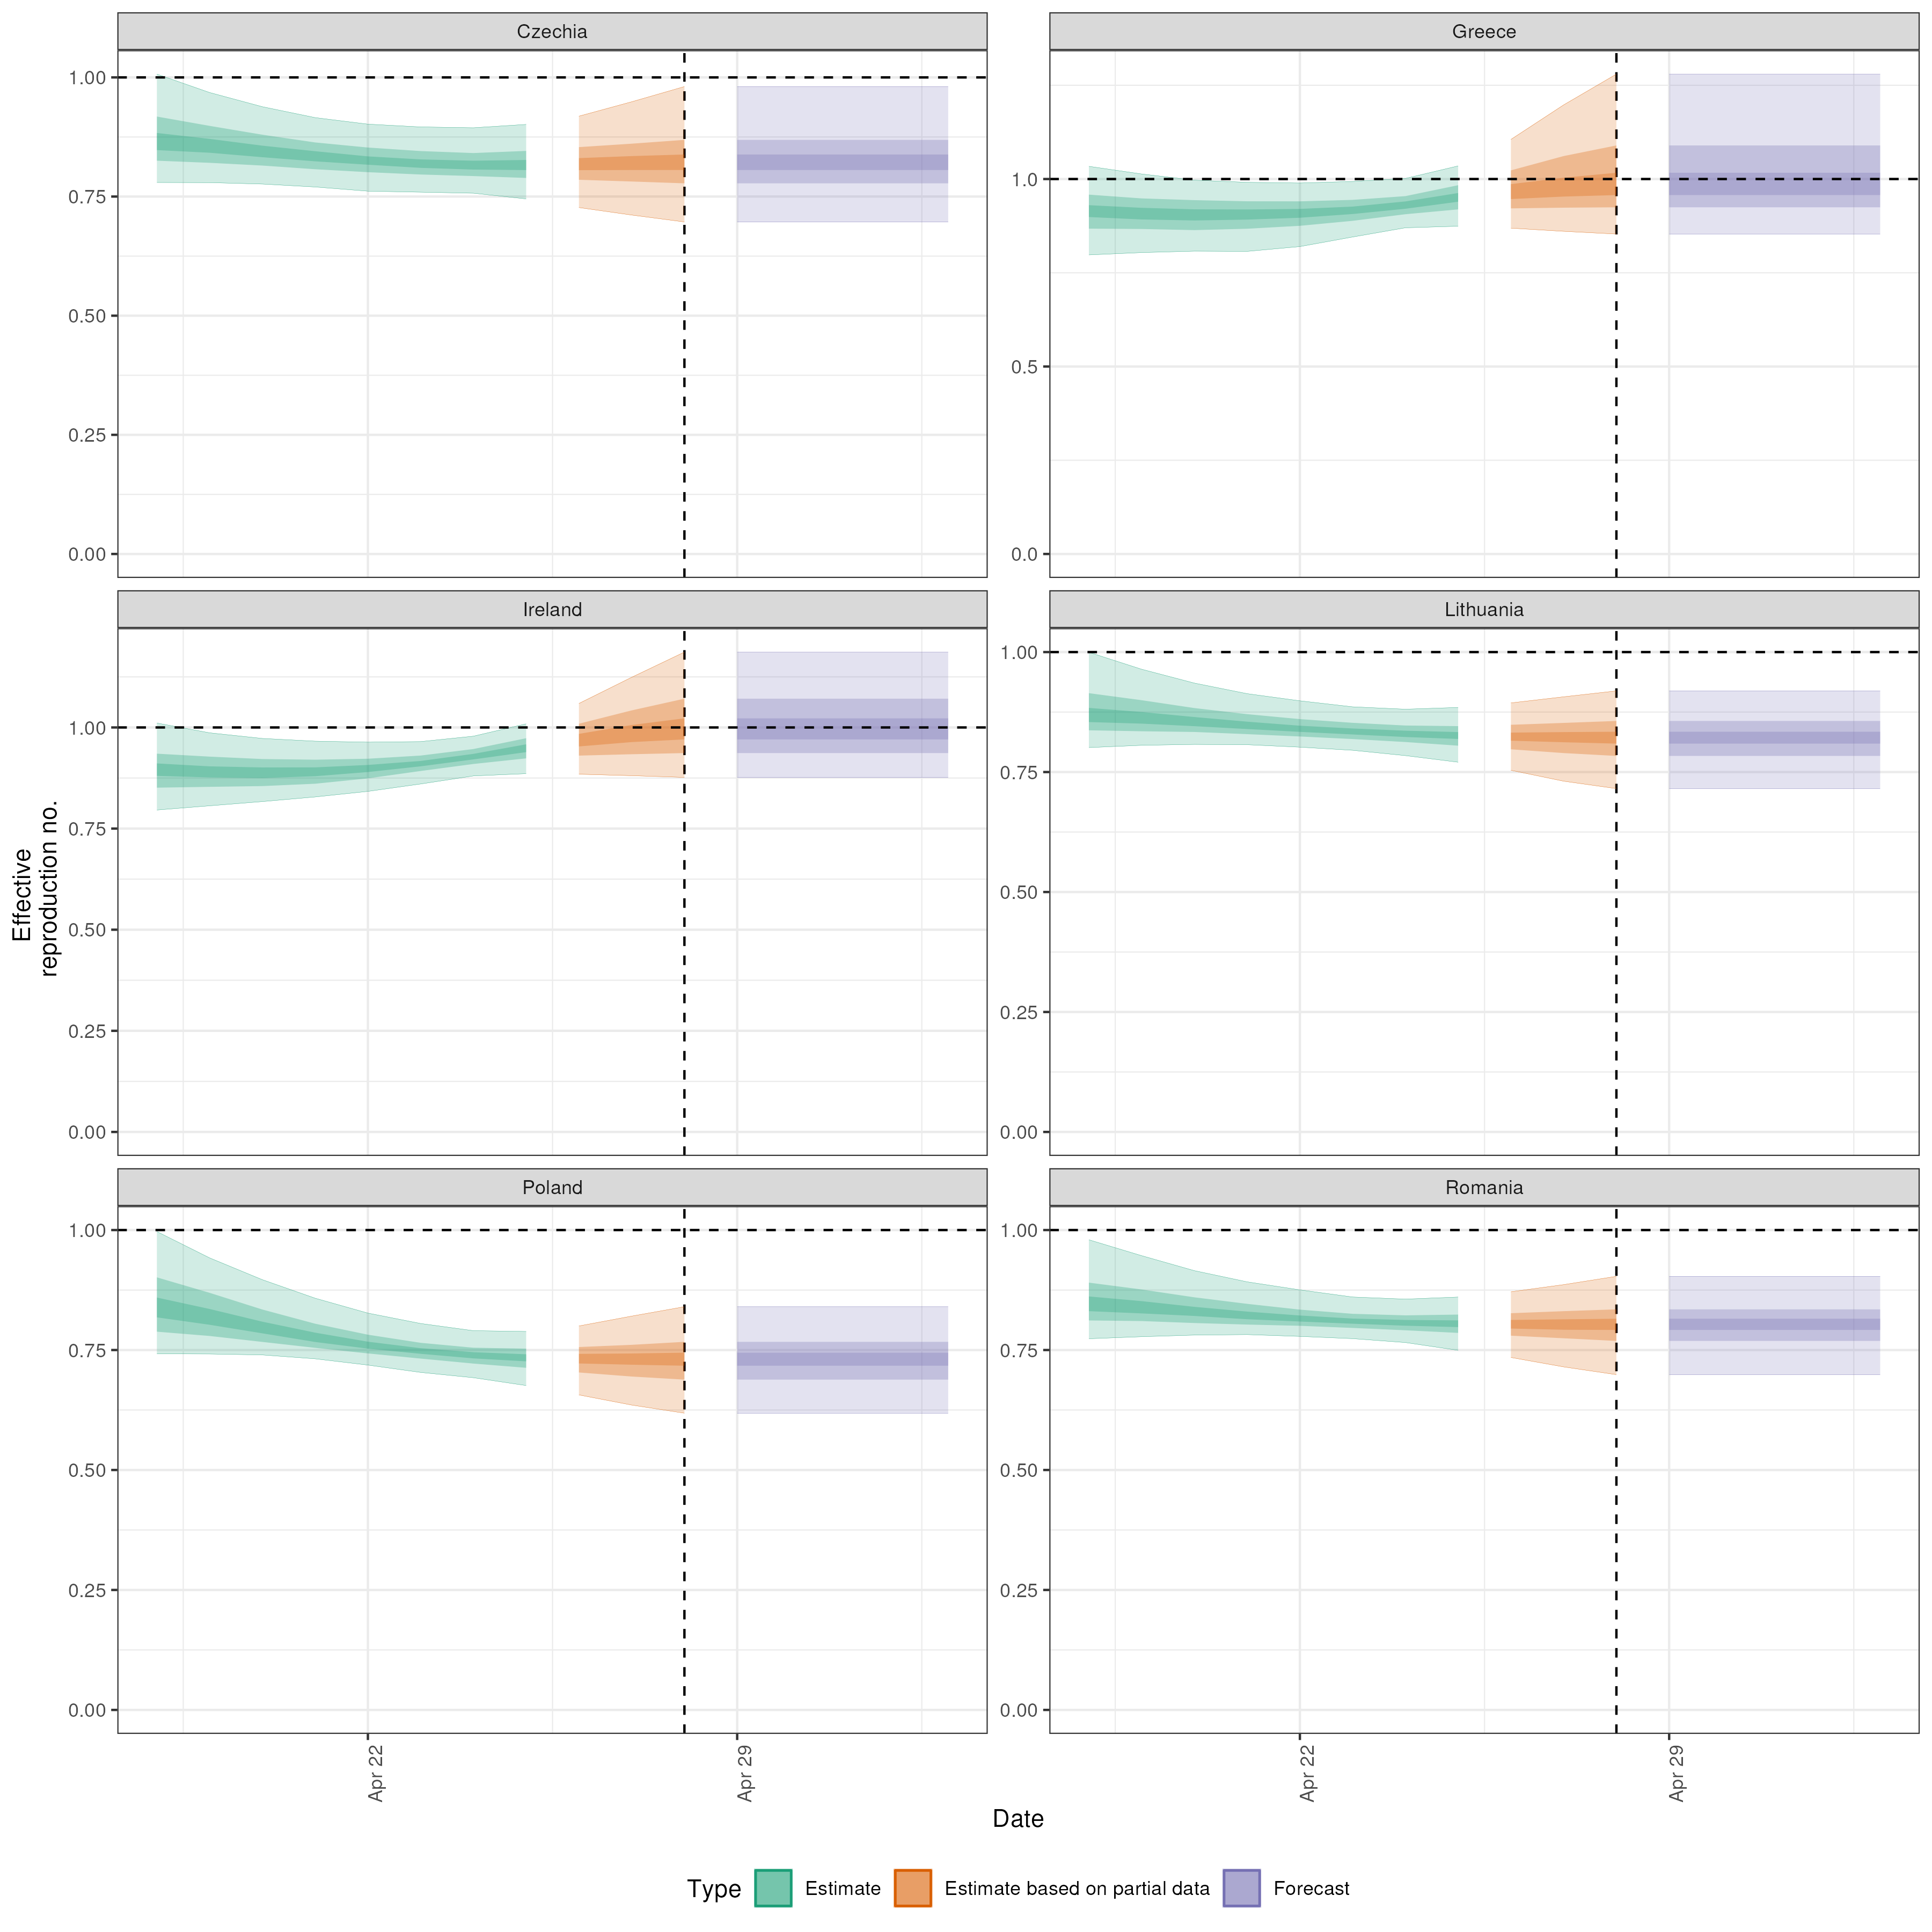 Czechia
1.00
0.75
0.50
0.25
0.00
Greece
1.0
0.5
0.0
Ireland
1.00
0.75
0.50
0.25
0.00
Lithuania
1.00
0.75
0.50
0.25
0.00
Poland
1.00
0.75
0.50
0.25
0.00
Romania
1.00
0.75
0.50
0.25
0.00
Effective
reproduction no.
Apr 22
Apr 29
Apr 22
Apr 29
Date
Type Estimate Estimate based on partial data Forecast